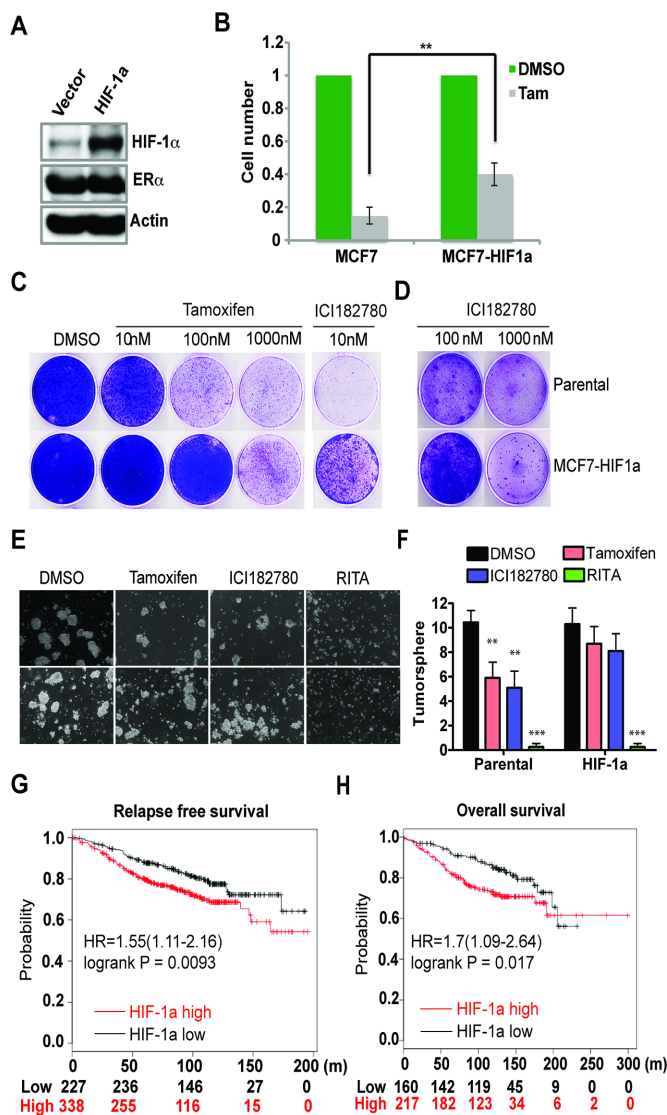 A
Vector
HIF-1a
HIF-1α
ERα
Actin
B
Cell number
1.2
1
0.8
0.6
0.4
0.2
0
**
DMSO
Tam
MCF7
MCF7-HIF1a
C
Tamoxifen
ICI182780
DMSO
10nM
100nM
1000nM
10nM
D
ICI182780
100 nM
1000 nM
Parental
MCF7-HIF1a
E
DMSO
Tamoxifen
ICI182780
RITA
F
DMSO
Tamoxifen
ICI182780
RITA
Tumorsphere
12
10
8
6
4
2
0
**
**
***
***
Parental
HIF-1a
G
Relapse free survival
Probability
1.0
0.8
0.6
0.4
0.2
0.0
HR=1.55(1.11-2.16)
logrank P = 0.0093
HIF-1a high
HIF-1a low
0 50 100 150 200 (m)
Low 227 236 146 27 0
High 338 255 116 15 0
H
Overall survival
Probability
1.0
0.8
0.6
0.4
0.2
0.0
HR=1.7(1.09-2.64)
logrank P = 0.017
HIF-1a high
HIF-1a low
0 50 100 150 200 250 300 (m)
Low 160 142 119 45 9 0 0
High 217 182 123 34 6 2 0